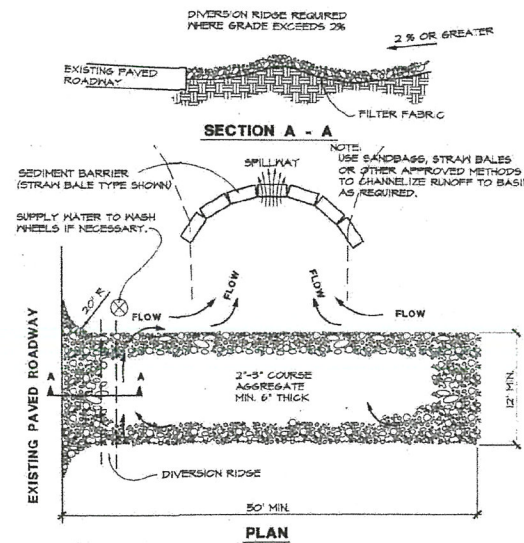 DIVERSION RIDGE REQUIRED
WHERE GRADE EXCEEDS 2%
2 % OR GREATER
EXISTING PAVED
ROADWAY
FILTER FABRIC
SECTION A - A
NOTE:
USE SANDBAGS, STRAW BALES
OR OTHER APPROVED METHODS
TO CHANNELIZE RUNOFF TO BASI
AS REQUIRED.
SPILLWAY
SEDIMENT BARRIER
(STRAW BALE TYPE SHOWN)
SUPPLY WATER TO WASH
WHEELS IF NECESSARY.
20' R
FLOW
FLOW
FLOW
FLOW
EXISTING PAVED ROADWAY
A
A
2"-3" COURSE
AGGREGATE
MIN. 6" THICK
12' MIN.
DIVERSION RIDGE
50' MIN.
PLAN